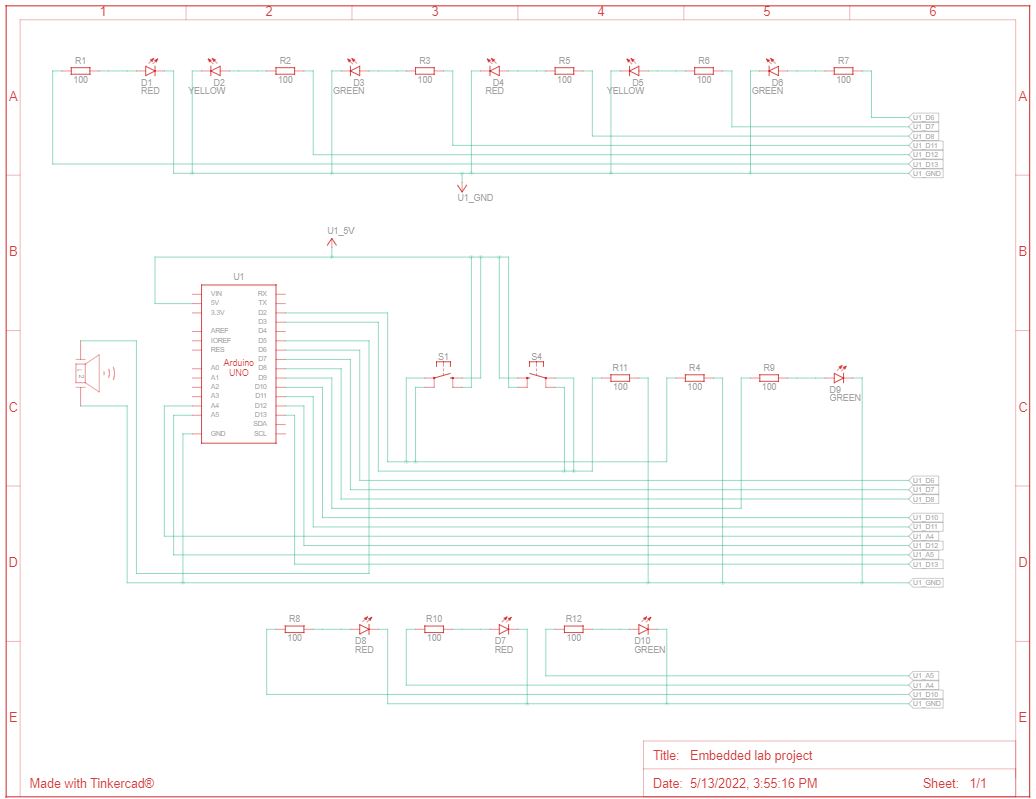 1 2 3 4 5 6
A A
R1 R2 R3 R5 R6 R7
100 100 100 100 100 100
D1 D2 D3 D4 D5 D6
RED YELLOW GREEN RED YELLOW GREEN
U1_D6
U1_D7
U1_D8
U1_D11
U1_D12
U1_D13
U1_GND
U1_GND
B B
U1_5V
U1
VIN RX
5V TX
3.3V D2
D3
AREF D4
IOREF D5
RES D6
D7
Arduino
UNO
A0 D8
A1 D9
A2 D10
A3 D11
A4 D12
A5 D13
SDA
GND SCL
S1 S4 R11 R4 R9
100 100 100
D9
GREEN
C C
U1_D6
U1_D7
U1_D8
U1_D10
U1_D11
U1_A4
U1_D12
U1_A5
U1_D13
U1_GND
D D
R8 R10 R12
100 100 100
D8 D7 D10
RED RED GREEN
U1_A5
U1_A4
U1_D10
U1_GND
E E
Title: Embedded lab project
Made with Tinkercad®
Date: 5/13/2022, 3:55:16 PM Sheet: 1/1